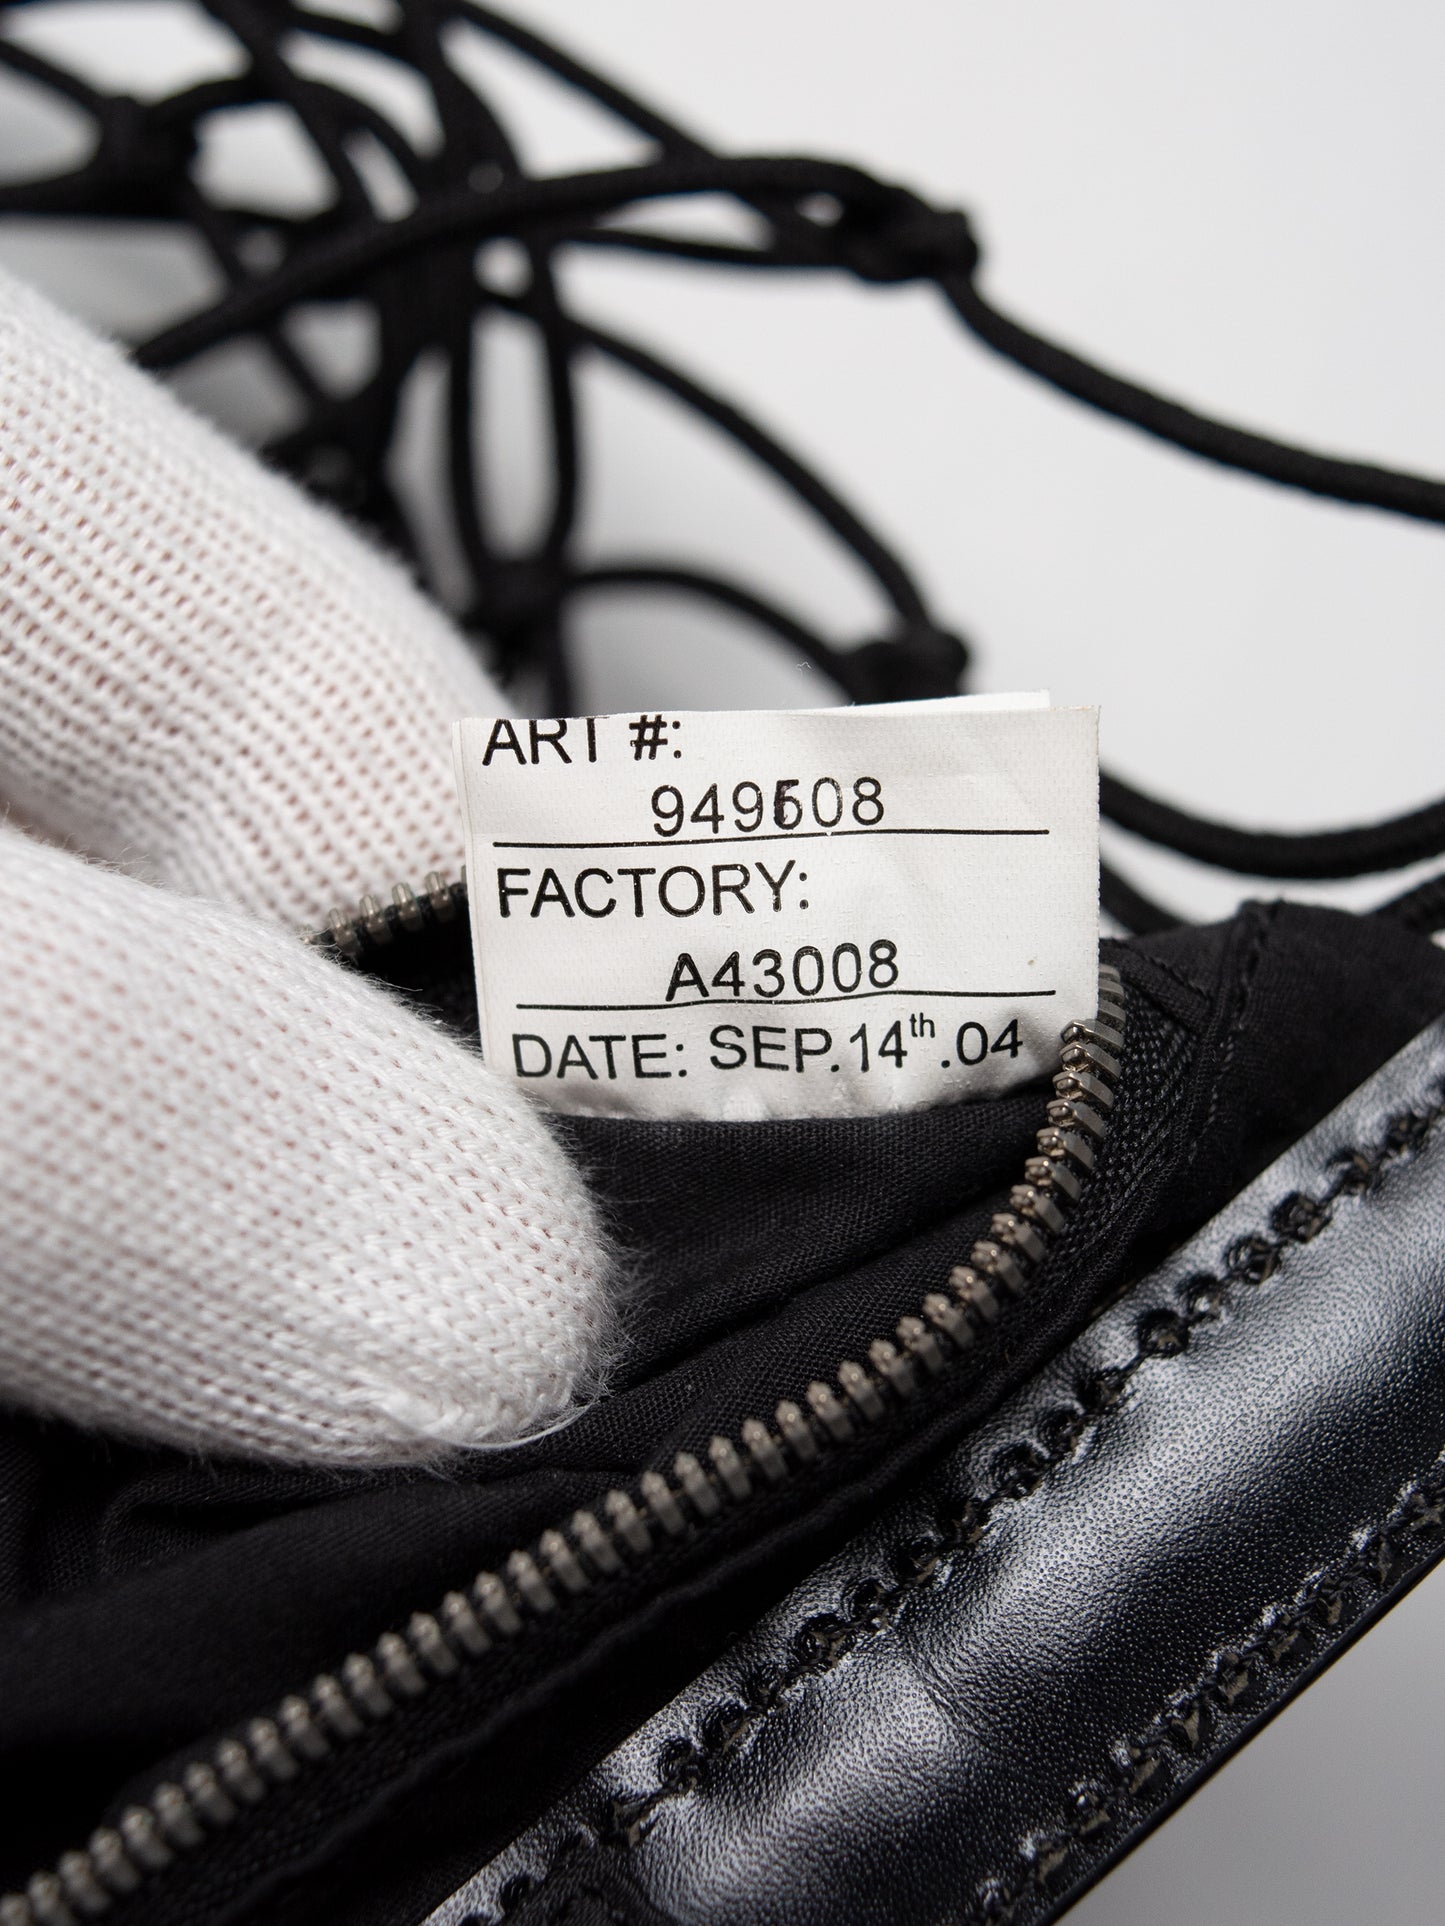 ART #:
949608
FACTORY:
A43008
DATE: SEP.14th.04